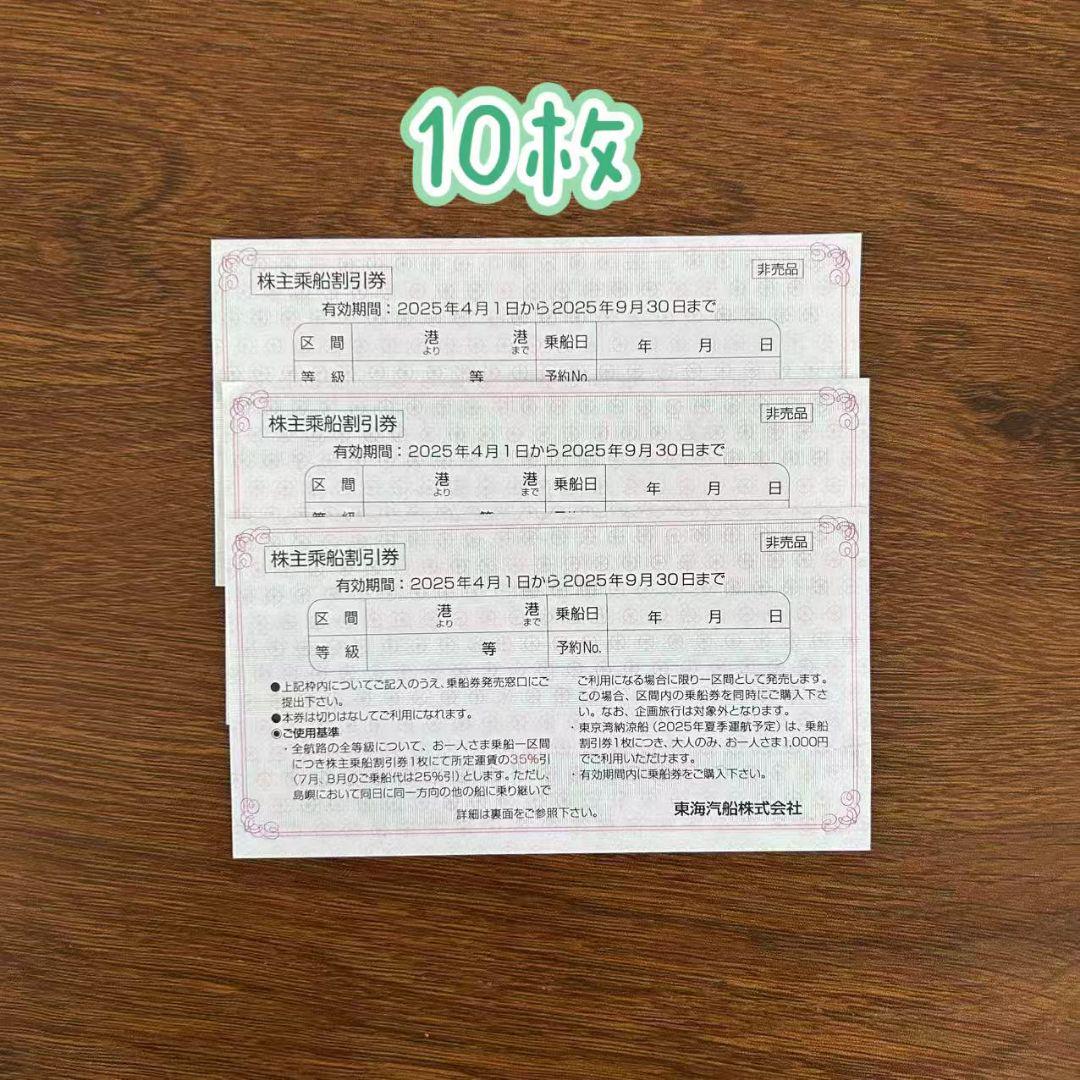 10枚
株主乗船割引券
非売品
有効期間：2025年4月1日から2025年9月30日まで
区 間 港より 港まで 乗船日 年 月 日
等 級 等 予約No.
株主乗船割引券
非売品
有効期間：2025年4月1日から2025年9月30日まで
区 間 港より 港まで 乗船日 年 月 日
株主乗船割引券
非売品
有効期間：2025年4月1日から2025年9月30日まで
区 間 港より 港まで 乗船日 年 月 日
等 級 等 予約No.
●上記枠内についてご記入のうえ、乗船券発売窓口にご
提出下さい。
●本券は切りはなしてご利用になれます。
◉ご使用基準
・全航路の全等級について、お一人さま乗船一区間
につき株主乗船割引券1枚にて所定運賃の35%引
（7月、8月のご乗船代は25%引）とします。ただし、
島嶼において同日に同一方向の他の船に乗り継いで
ご利用になる場合に限り一区間として発売します。
この場合、区間内の乗船券を同時にご購入下さ
い。なお、企画旅行は対象外となります。
・東京湾納涼船（2025年夏季運航予定）は、乗船
割引券1枚につき、大人のみ、お一人さま1,000円
でご利用いただけます。
・有効期間内に乗船券をご購入下さい。
詳細は裏面をご参照下さい。
東海汽船株式会社